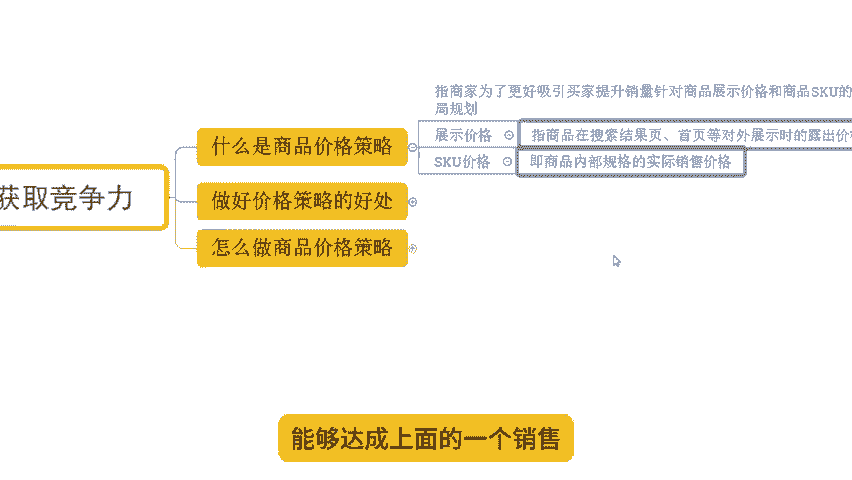 指商家为了更好吸引买家提升销量针对商品展示价格和商品SKU的
局规划
什么是商品价格策略
展示价格
指商品在搜索结果页、首页等对外展示时的露出价
SKU价格
即商品内部规格的实际销售价格
获取竞争力
做好价格策略的好处
怎么做商品价格策略
能够达成上面的一个销售